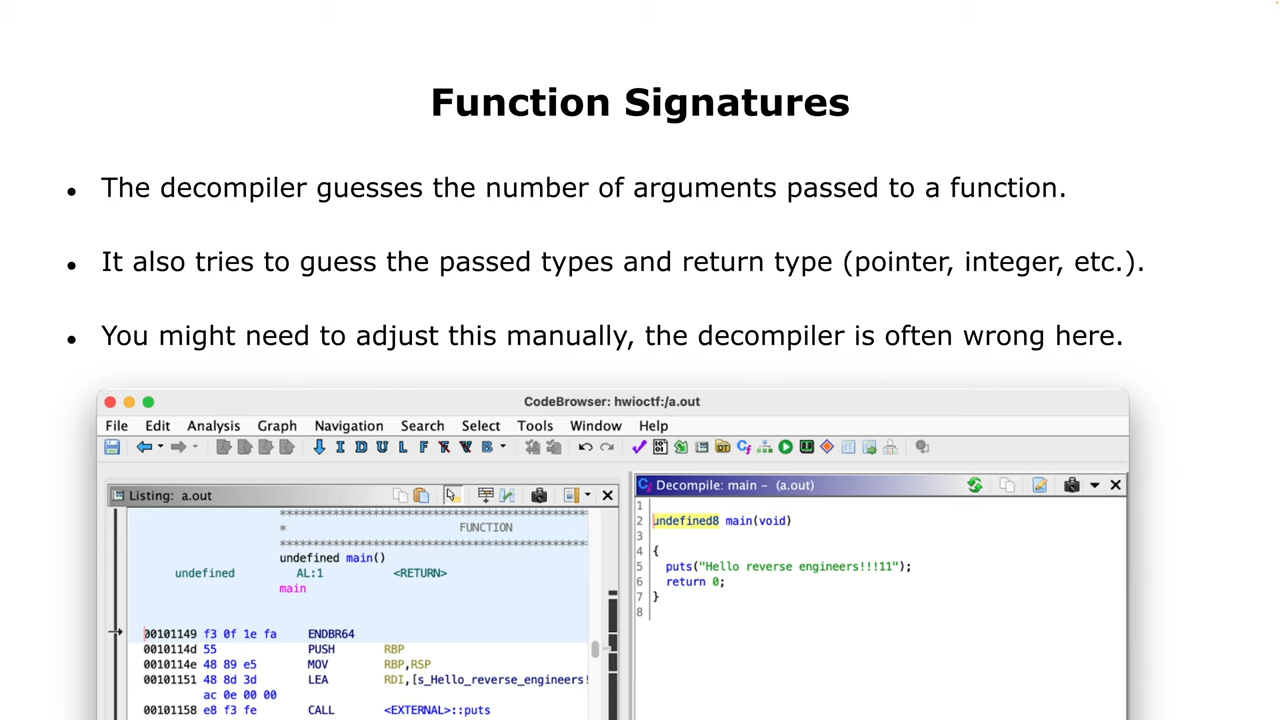 Function Signatures
• The decompiler guesses the number of arguments passed to a function.
• It also tries to guess the passed types and return type (pointer, integer, etc.).
• You might need to adjust this manually, the decompiler is often wrong here.
CodeBrowser: hwioctf:/a.out
File Edit Analysis Graph Navigation Search Select Tools Window Help
I D U L F V B
Listing: a.out
*************************************************
* FUNCTION
*************************************************
undefined main()
undefined AL:1 <RETURN>
main
00101149 f3 0f 1e fa ENDBR64
0010114d 55 PUSH RBP
0010114e 48 89 e5 MOV RBP,RSP
00101151 48 8d 3d LEA RDI,[s_Hello_reverse_engineers!
ac 0e 00 00
00101158 e8 f3 fe CALL <EXTERNAL>::puts
Decompile: main – (a.out)
1
2 undefined8 main(void)
3
4 {
5 puts("Hello reverse engineers!!!11");
6 return 0;
7 }
8